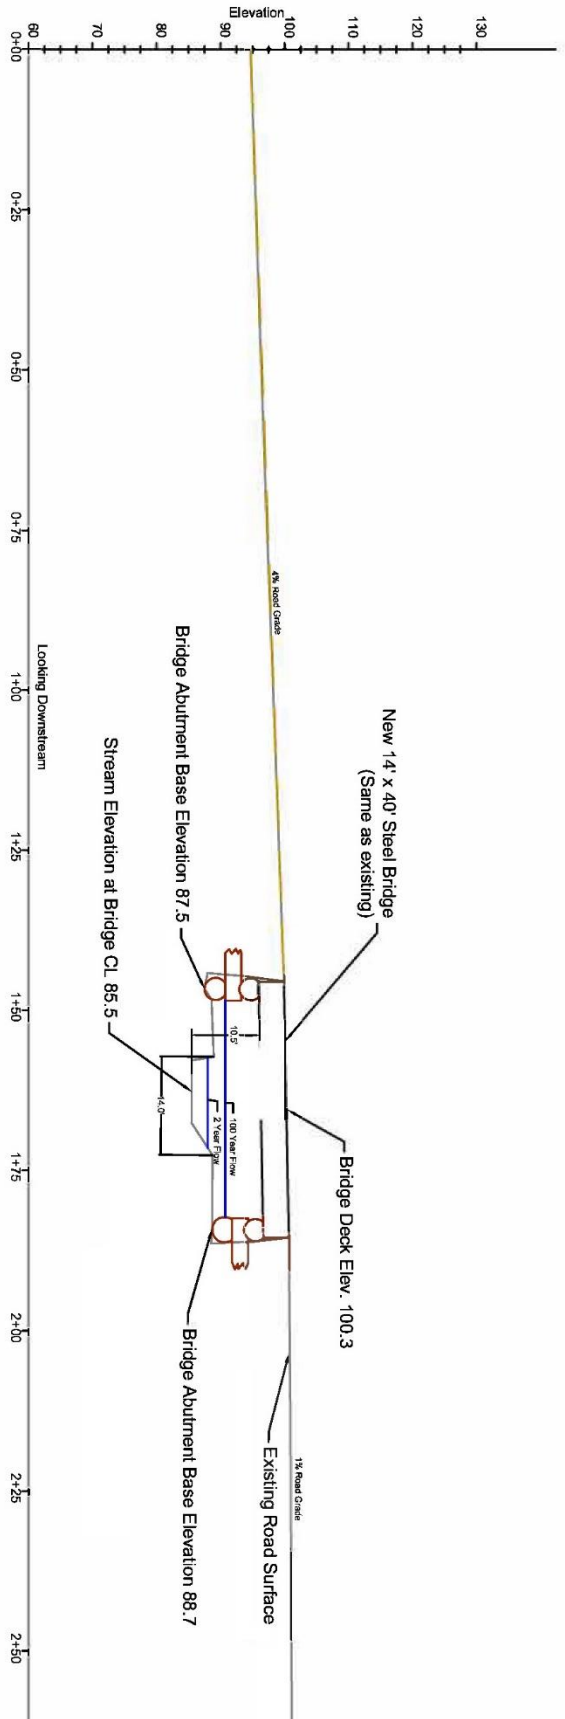 Elevation
130
120
110
100
90
80
70
60
New 14' x 40' Steel Bridge
(Same as existing)
Bridge Deck Elev. 100.3
Existing Road Surface
4% Road Grade
1% Road Grade
10.5'
100 Year Flow
2 Year Flow
14.0'
Bridge Abutment Base Elevation 87.5
Bridge Abutment Base Elevation 88.7
Stream Elevation at Bridge CL 85.5
Looking Downstream
0+00
0+25
0+50
0+75
1+00
1+25
1+50
1+75
2+00
2+25
2+50